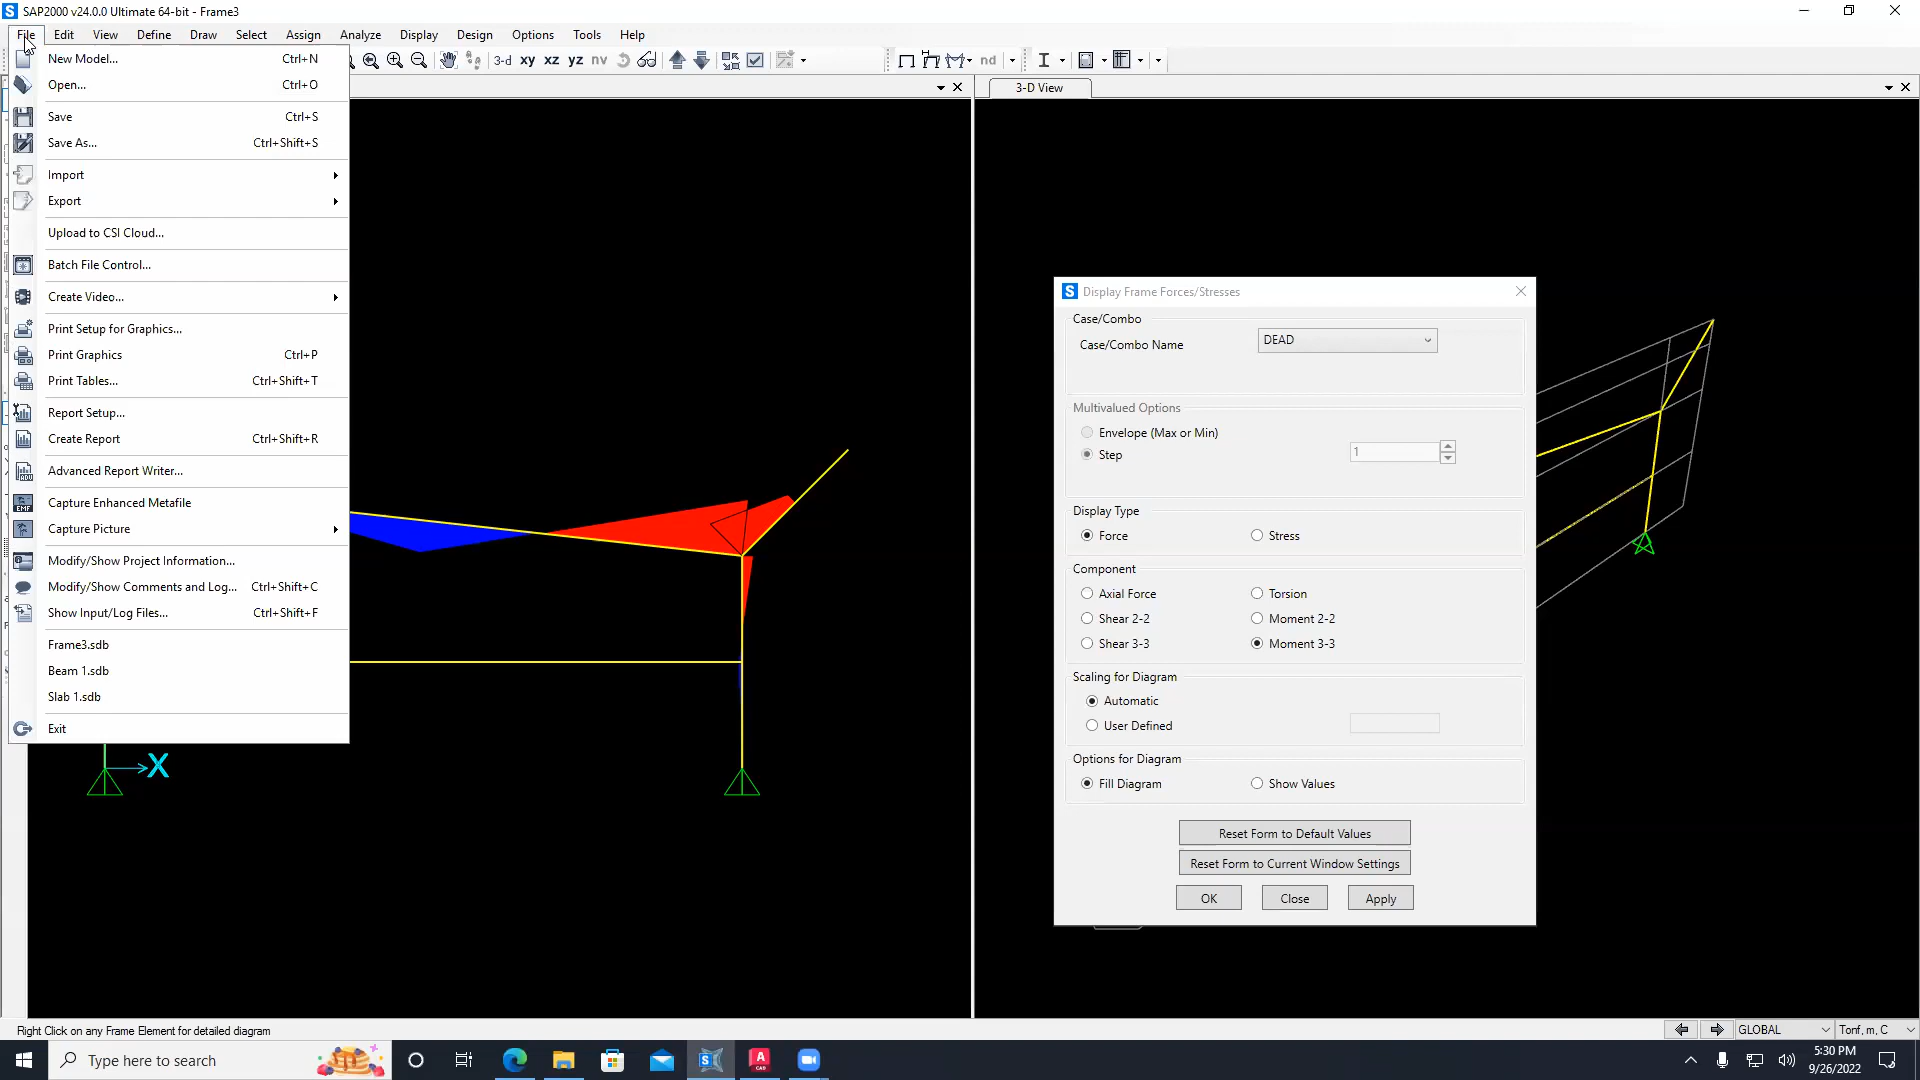 SAP2000 v24.0.0 Ultimate 64-bit - Frame3
File Edit View Define Draw Select Assign Analyze Display Design Options Tools Help
3-d xy xz yz nv nd
3-D View
New Model... Ctrl+N
Open... Ctrl+O
Save Ctrl+S
Save As... Ctrl+Shift+S
Import
Export
Upload to CSI Cloud...
Batch File Control...
Create Video...
Print Setup for Graphics...
Print Graphics Ctrl+P
Print Tables... Ctrl+Shift+T
Report Setup...
Create Report Ctrl+Shift+R
Advanced Report Writer...
Capture Enhanced Metafile
Capture Picture
Modify/Show Project Information...
Modify/Show Comments and Log... Ctrl+Shift+C
Show Input/Log Files... Ctrl+Shift+F
Frame3.sdb
Beam 1.sdb
Slab 1.sdb
Exit
X
Display Frame Forces/Stresses
Case/Combo
Case/Combo Name DEAD
Multivalued Options
Envelope (Max or Min)
Step 1
Display Type
Force Stress
Component
Axial Force Torsion
Shear 2-2 Moment 2-2
Shear 3-3 Moment 3-3
Scaling for Diagram
Automatic
User Defined
Options for Diagram
Fill Diagram Show Values
Reset Form to Default Values
Reset Form to Current Window Settings
OK Close Apply
Right Click on any Frame Element for detailed diagram
GLOBAL Tonf, m, C
Type here to search
5:30 PM
9/26/2022